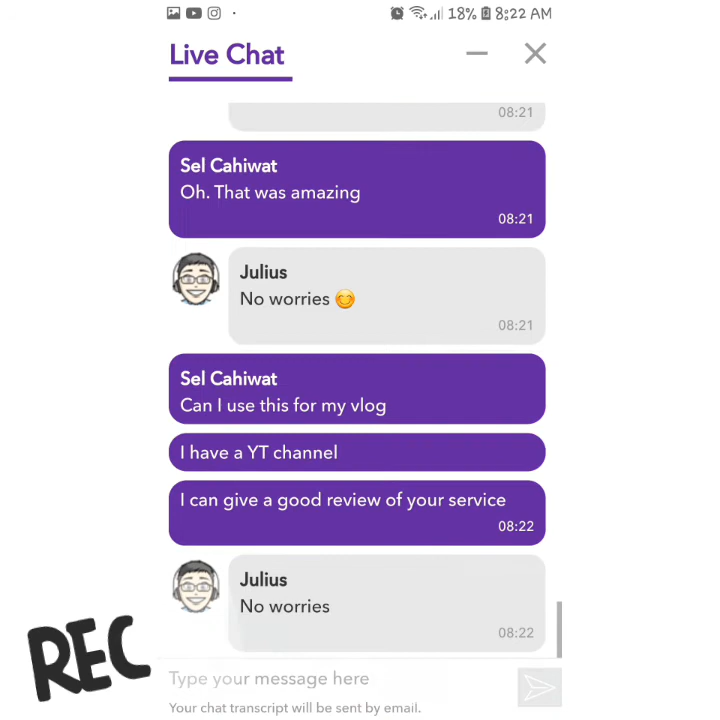 18% 8:22 AM
Live Chat
08:21
Sel Cahiwat
Oh. That was amazing
08:21
Julius
No worries 😊
08:21
Sel Cahiwat
Can I use this for my vlog
I have a YT channel
I can give a good review of your service
08:22
Julius
No worries
08:22
REC
Type your message here
Your chat transcript will be sent by email.